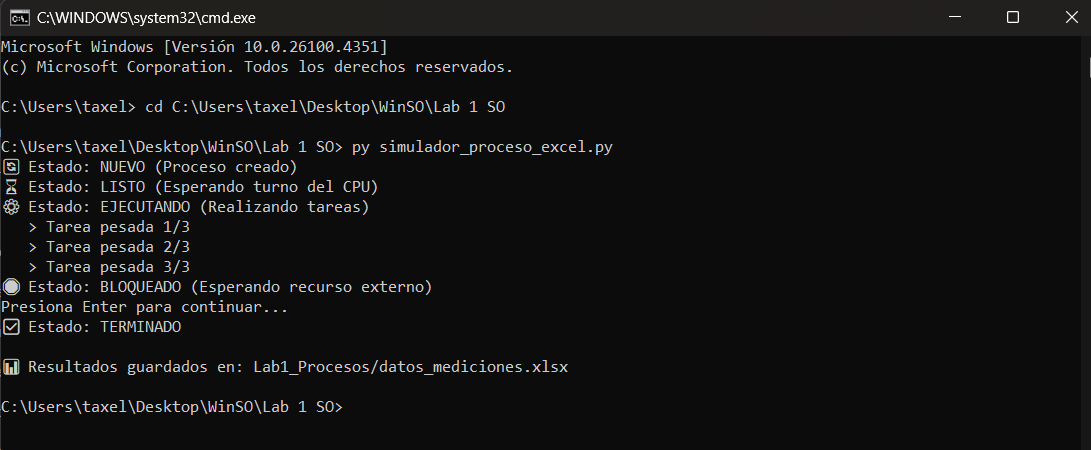 C:\WINDOWS\system32\cmd.exe
Microsoft Windows [Versión 10.0.26100.4351]
(c) Microsoft Corporation. Todos los derechos reservados.
C:\Users\taxel> cd C:\Users\taxel\Desktop\WinSO\Lab 1 SO
C:\Users\taxel\Desktop\WinSO\Lab 1 SO> py simulador_proceso_excel.py
Estado: NUEVO (Proceso creado)
Estado: LISTO (Esperando turno del CPU)
Estado: EJECUTANDO (Realizando tareas)
> Tarea pesada 1/3
> Tarea pesada 2/3
> Tarea pesada 3/3
Estado: BLOQUEADO (Esperando recurso externo)
Presiona Enter para continuar...
Estado: TERMINADO
Resultados guardados en: Lab1_Procesos/datos_mediciones.xlsx
C:\Users\taxel\Desktop\WinSO\Lab 1 SO>